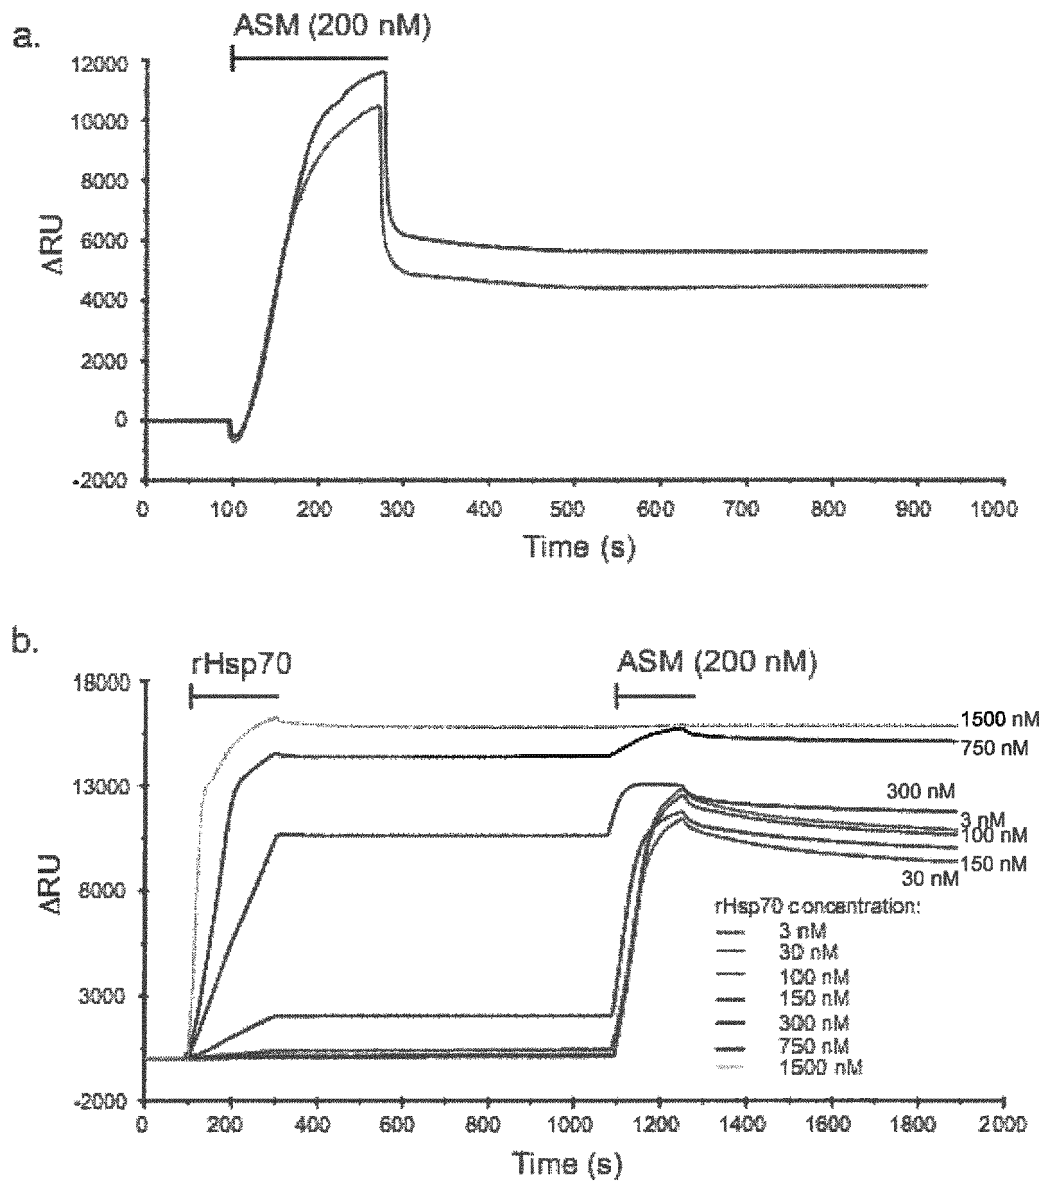 a.
ASM (200 nM)
12000
10000
8000
6000
4000
2000
0
-2000
ΔRU
0 100 200 300 400 500 600 700 800 900 1000
Time (s)
b.
rHsp70
ASM (200 nM)
18000
13000
8000
3000
-2000
ΔRU
1500 nM
750 nM
300 nM
3 nM
100 nM
150 nM
30 nM
rHsp70 concentration:
3 nM
30 nM
100 nM
150 nM
300 nM
750 nM
1500 nM
0 200 400 600 800 1000 1200 1400 1600 1800 2000
Time (s)